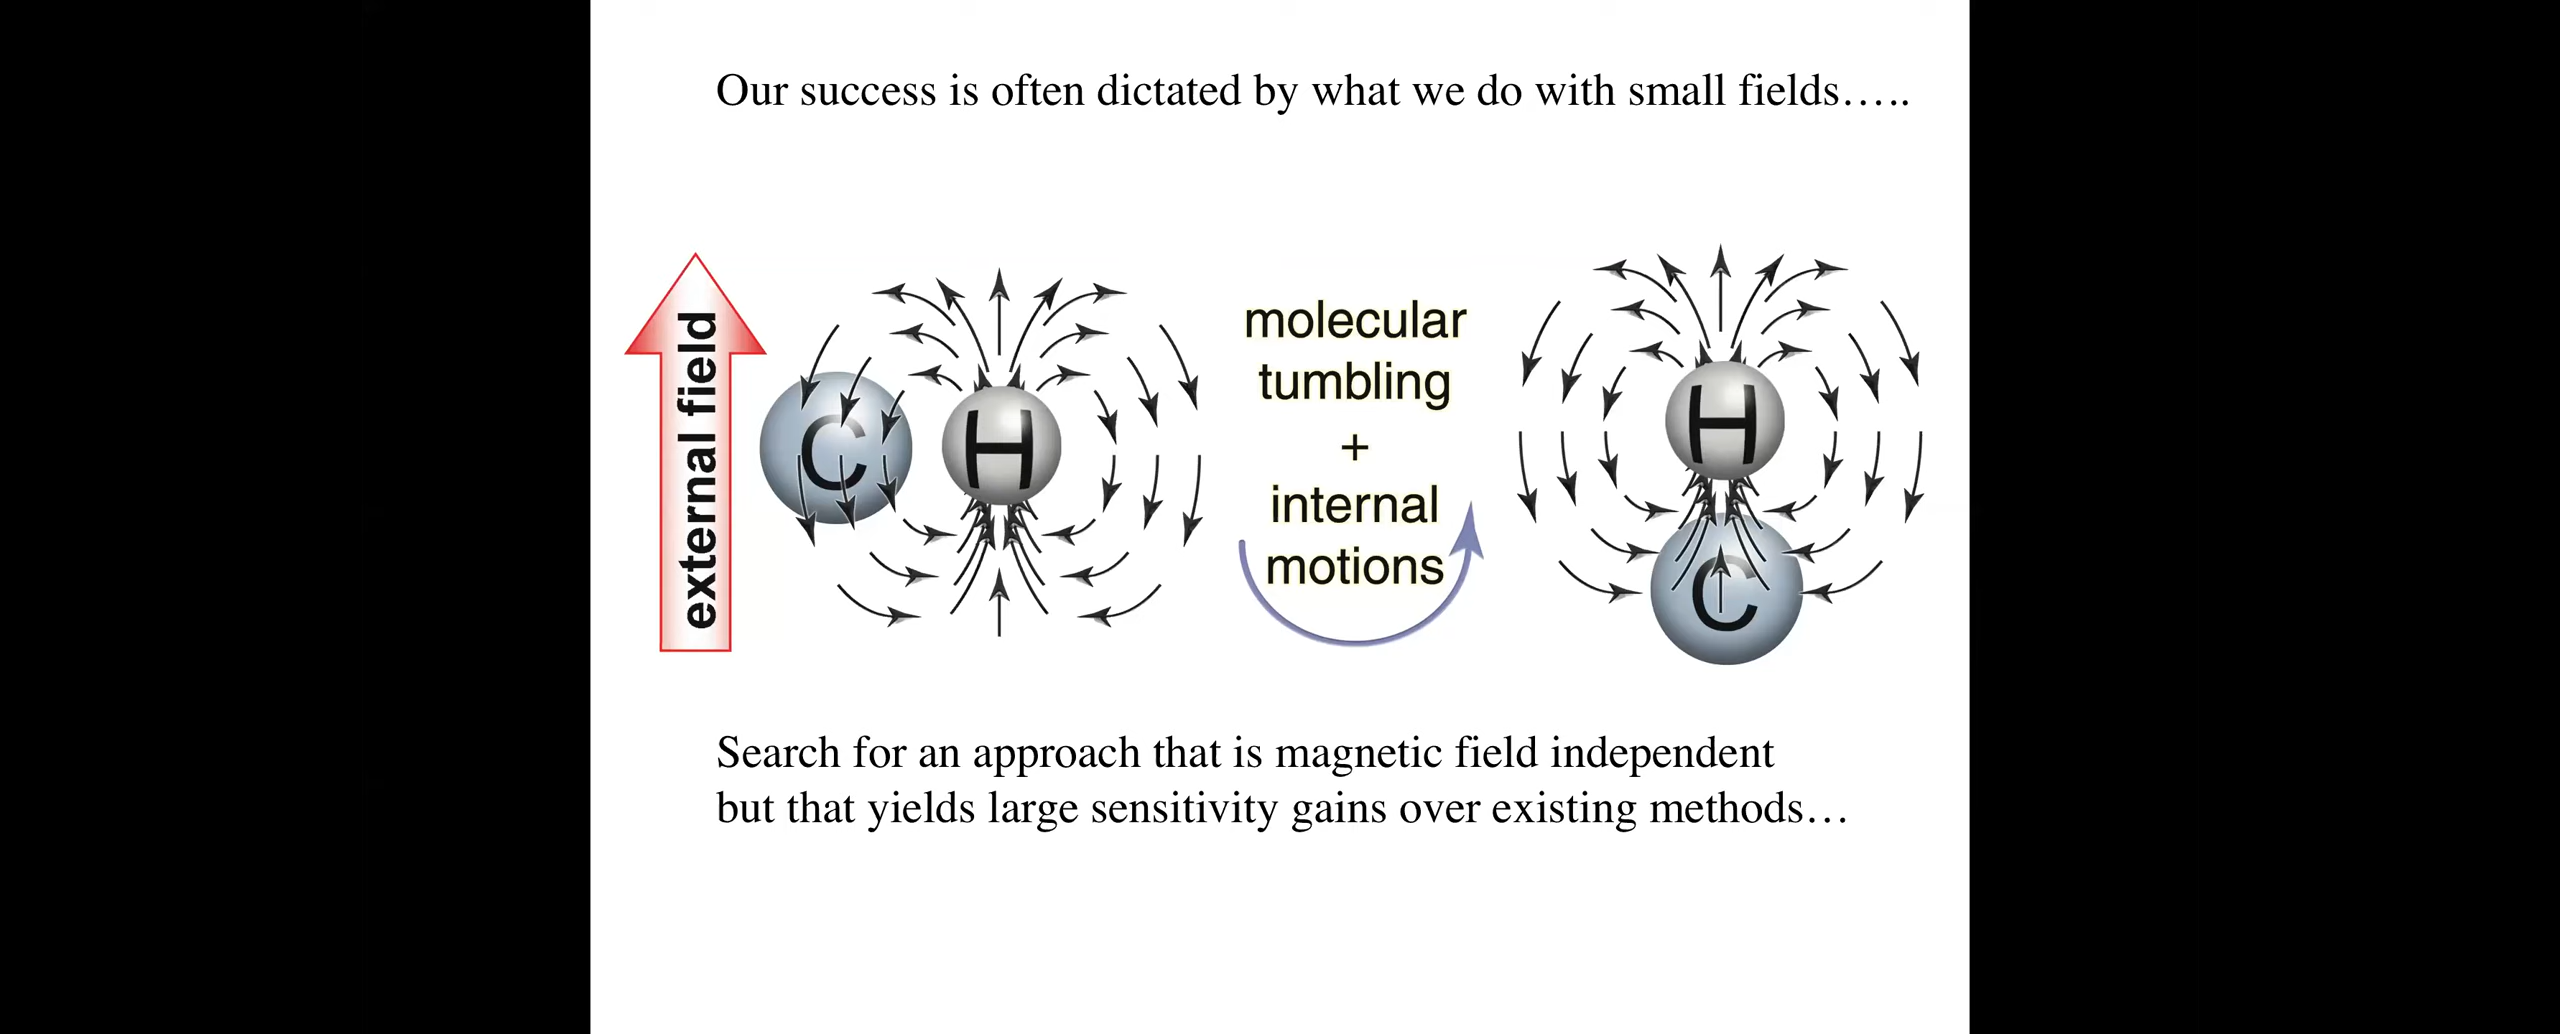 Our success is often dictated by what we do with small fields…..
external field
C
H
molecular
tumbling
+
internal
motions
H
C
Search for an approach that is magnetic field independent
but that yields large sensitivity gains over existing methods…